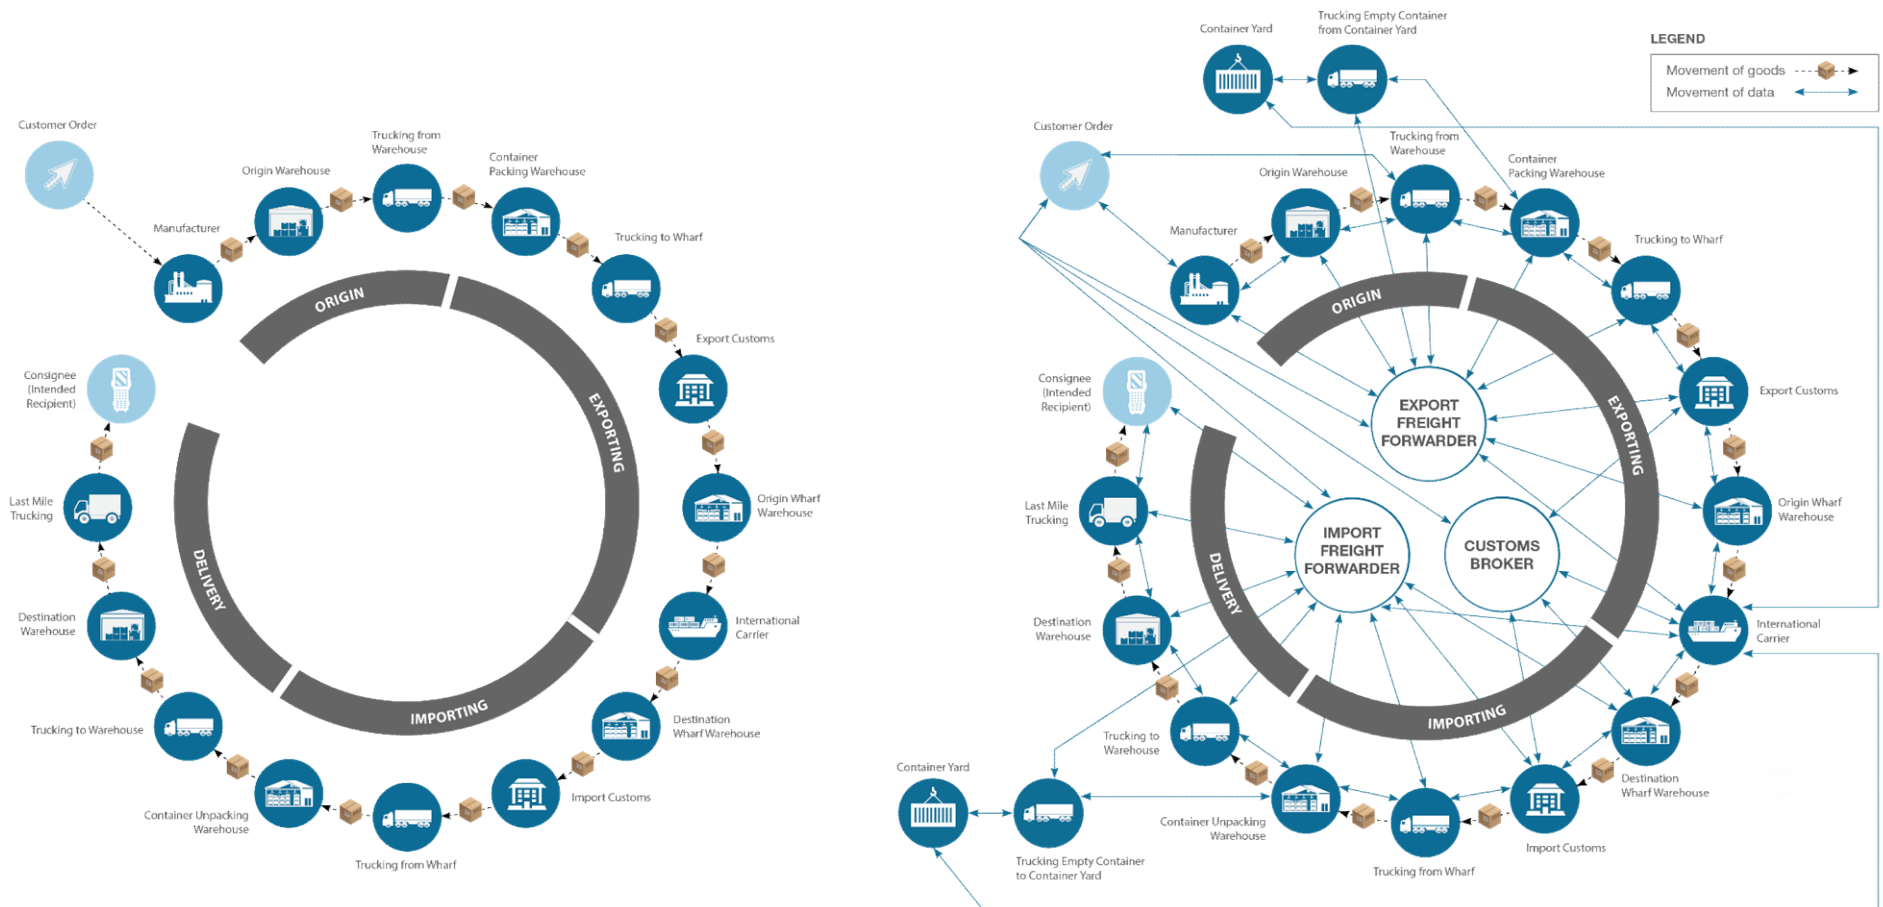 Customer Order
Manufacturer
Origin Warehouse
Trucking from
Warehouse
Container
Packing Warehouse
Trucking to Wharf
Export Customs
Origin Wharf
Warehouse
International
Carrier
Destination
Wharf Warehouse
Import Customs
Trucking from Wharf
Container Unpacking
Warehouse
Trucking to Warehouse
Destination
Warehouse
Last Mile
Trucking
Consignee
(Intended
Recipient)
ORIGIN
EXPORTING
IMPORTING
DELIVERY
Container Yard
Trucking Empty Container
from Container Yard
LEGEND
Movement of goods
Movement of data
Customer Order
Manufacturer
Origin Warehouse
Trucking from
Warehouse
Container
Packing Warehouse
Trucking to Wharf
Export Customs
Origin Wharf
Warehouse
International
Carrier
Destination
Wharf Warehouse
Import Customs
Trucking from Wharf
Container Unpacking
Warehouse
Trucking to
Warehouse
Destination
Warehouse
Last Mile
Trucking
Consignee
(Intended
Recipient)
ORIGIN
EXPORTING
IMPORTING
DELIVERY
EXPORT
FREIGHT
FORWARDER
IMPORT
FREIGHT
FORWARDER
CUSTOMS
BROKER
Container Yard
Trucking Empty Container
to Container Yard